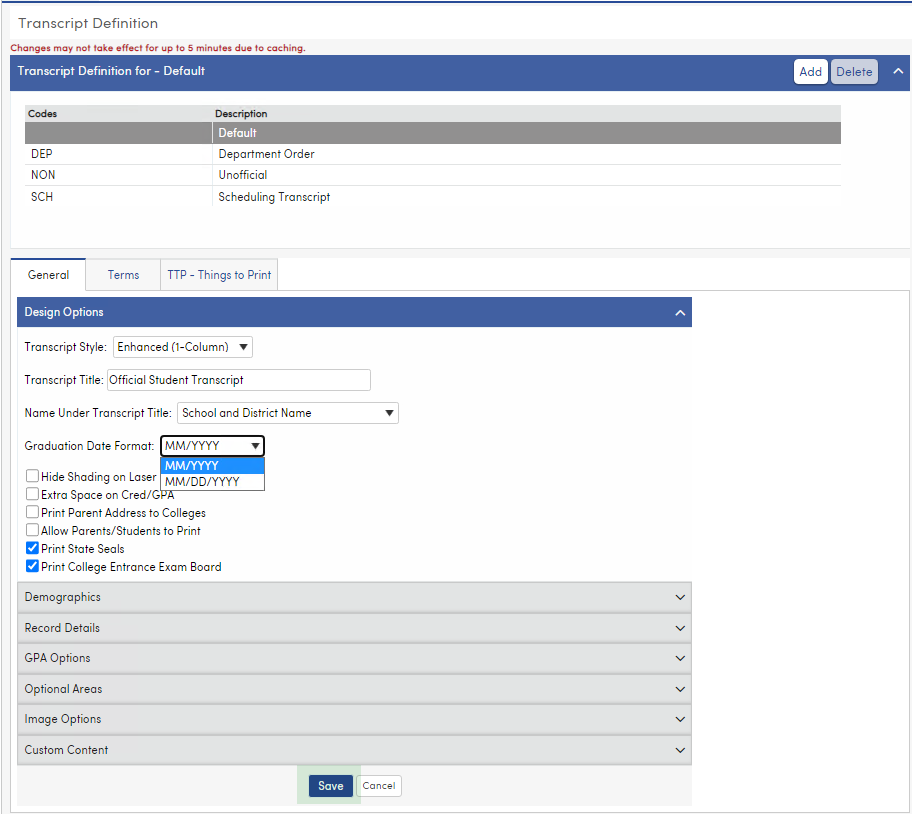 Transcript Definition
Changes may not take effect for up to 5 minutes due to caching.
Transcript Definition for - Default Add Delete
Codes Description
Default
DEP Department Order
NON Unofficial
SCH Scheduling Transcript
General Terms TTP - Things to Print
Design Options
Transcript Style: Enhanced (1-Column)
Transcript Title: Official Student Transcript
Name Under Transcript Title: School and District Name
Graduation Date Format: MM/YYYY
MM/YYYY
Hide Shading on Laser
MM/DD/YYYY
Extra Space on Cred/GPA
Print Parent Address to Colleges
Allow Parents/Students to Print
Print State Seals
Print College Entrance Exam Board
Demographics
Record Details
GPA Options
Optional Areas
Image Options
Custom Content
Save Cancel